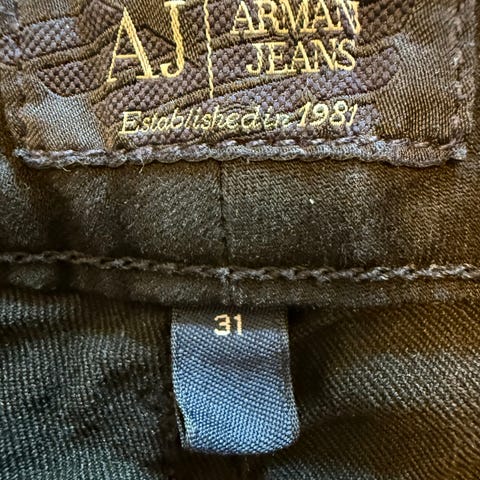 AJ ARMANI
JEANS
Established in 1981
31